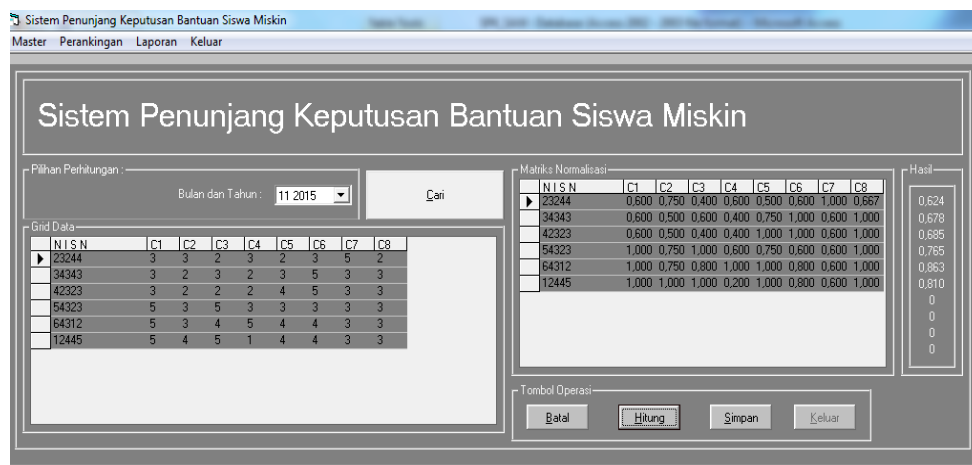 Sistem Penunjang Keputusan Bantuan Siswa Miskin
Master Perankingan Laporan Keluar
Sistem Penunjang Keputusan Bantuan Siswa Miskin
Pilihan Perhitungan :
Bulan dan Tahun : 11 2015
Cari
Grid Data
N I S N C1 C2 C3 C4 C5 C6 C7 C8
23244 3 3 2 3 2 3 5 2
34343 3 2 3 2 3 5 3 3
42323 3 2 2 2 4 5 3 3
54323 5 3 5 3 3 3 3 3
64312 5 3 4 5 4 4 3 3
12445 5 4 5 1 4 4 3 3
Matriks Normalisasi
N I S N C1 C2 C3 C4 C5 C6 C7 C8
23244 0,600 0,750 0,400 0,600 0,500 0,600 1,000 0,667
34343 0,600 0,500 0,600 0,400 0,750 1,000 0,600 1,000
42323 0,600 0,500 0,400 0,400 1,000 1,000 0,600 1,000
54323 1,000 0,750 1,000 0,600 0,750 0,600 0,600 1,000
64312 1,000 0,750 0,800 1,000 1,000 0,800 0,600 1,000
12445 1,000 1,000 1,000 0,200 1,000 0,800 0,600 1,000
Hasil
0,624
0,678
0,685
0,765
0,863
0,810
0
0
0
0
Tombol Operasi
Batal Hitung Simpan Keluar